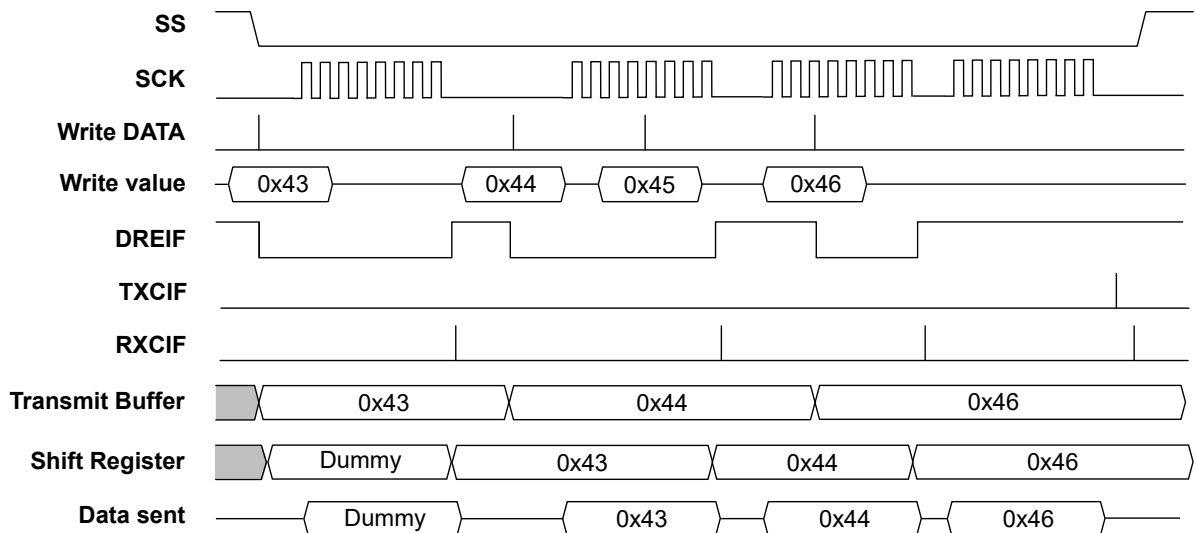 SS
SCK
Write DATA
Write value 0x43 0x44 0x45 0x46
DREIF
TXCIF
RXCIF
Transmit Buffer 0x43 0x44 0x46
Shift Register Dummy 0x43 0x44 0x46
Data sent Dummy 0x43 0x44 0x46